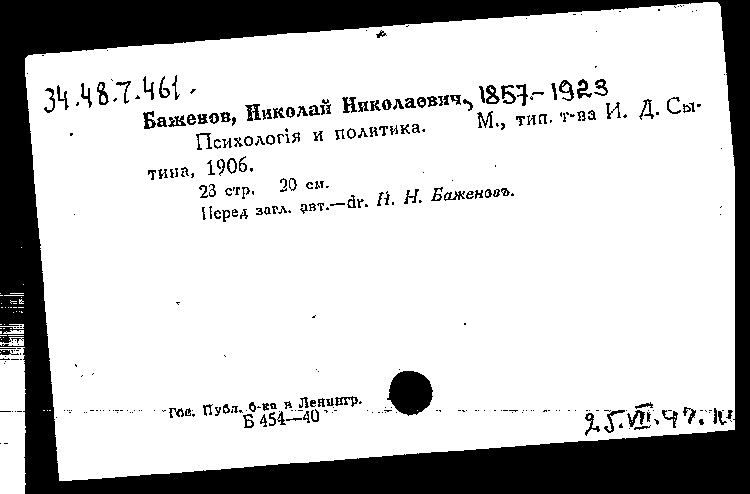 34.48.7.461.
Баженов, Николай Николаевич, 1857-1923
Психологія и политика. М., тип. т-ва И. Д. Сы-
тина, 1906.
23 стр. 20 см.
Перед загл. авт.—dr. Н. Н. Баженовъ.
Гос. Публ. б-ка в Ленингр.
Б 454—40
25.VII.47.